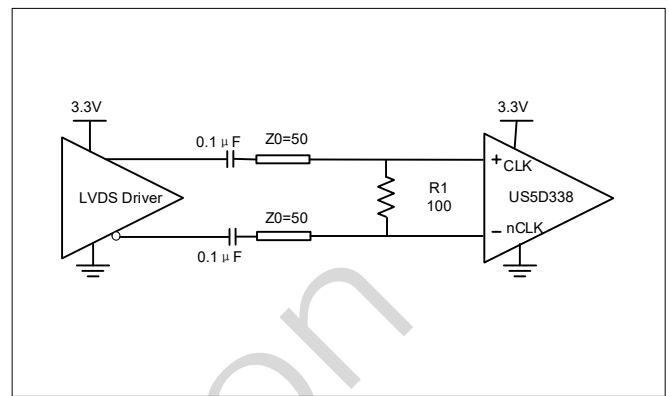 3.3V
3.3V
0.1 μF
Z0=50
+ CLK
LVDS Driver
R1
100
US5D338
Z0=50
− nCLK
0.1 μF
on